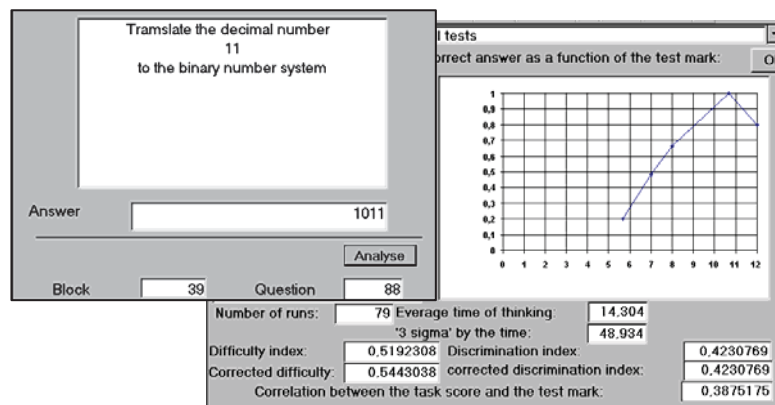 Tramslate the decimal number
11
to the binary number system
Answer 1011
Analyse
Block 39 Question 88
l tests
orrect answer as a function of the test mark: O
1
0,9
0,8
0,7
0,6
0,5
0,4
0,3
0,2
0,1
0
0 1 2 3 4 5 6 7 8 9 10 11 12
Number of runs: 79 Everage time of thinking: 14,304
'3 sigma' by the time: 48,934
Difficulty index: 0,5192308 Discrimination index: 0,4230769
Corrected difficulty: 0,5443038 corrected discrimination index: 0,4230769
Correlation between the task score and the test mark: 0,3875175